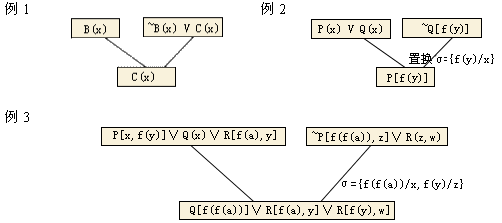 例 1
例 2
B(x)
~B(x) V C(x)
P(x) V Q(x)
~Q[f(y)]
置换 σ={f(y)/x}
C(x)
P[f(y)]
例 3
P[x, f(y)]∨Q(x)∨R[f(a), y]
~P[f(f(a)), z]∨R(z, w)
σ={f(f(a))/x, f(y)/z}
Q[f(f(a))]∨R[f(a), y]∨R[f(y), w]